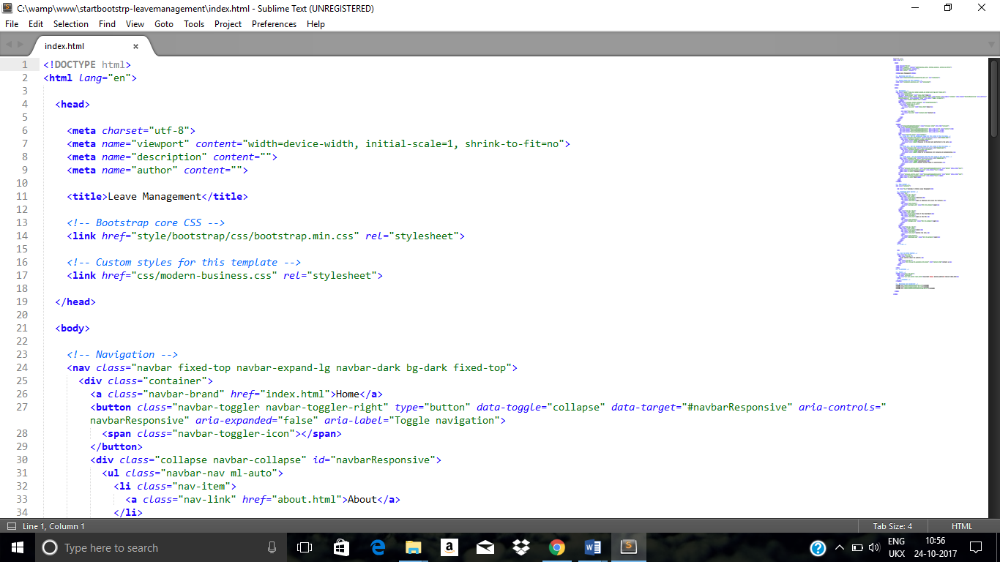 C:\wamp\www\startbootstrp-leavemanagement\index.html - Sublime Text (UNREGISTERED)
File Edit Selection Find View Goto Tools Project Preferences Help
index.html
1 <!DOCTYPE html>
2 <html lang="en">
3
4 <head>
5
6 <meta charset="utf-8">
7 <meta name="viewport" content="width=device-width, initial-scale=1, shrink-to-fit=no">
8 <meta name="description" content="">
9 <meta name="author" content="">
10
11 <title>Leave Management</title>
12
13 <!-- Bootstrap core CSS -->
14 <link href="style/bootstrap/css/bootstrap.min.css" rel="stylesheet">
15
16 <!-- Custom styles for this template -->
17 <link href="css/modern-business.css" rel="stylesheet">
18
19 </head>
20
21 <body>
22
23 <!-- Navigation -->
24 <nav class="navbar fixed-top navbar-expand-lg navbar-dark bg-dark fixed-top">
25 <div class="container">
26 <a class="navbar-brand" href="index.html">Home</a>
27 <button class="navbar-toggler navbar-toggler-right" type="button" data-toggle="collapse" data-target="#navbarResponsive" aria-controls="
navbarResponsive" aria-expanded="false" aria-label="Toggle navigation">
28 <span class="navbar-toggler-icon"></span>
29 </button>
30 <div class="collapse navbar-collapse" id="navbarResponsive">
31 <ul class="navbar-nav ml-auto">
32 <li class="nav-item">
33 <a class="nav-link" href="about.html">About</a>
34 </li>
Line 1, Column 1
Tab Size: 4 HTML
Type here to search
ENG 10:56
UKX 24-10-2017